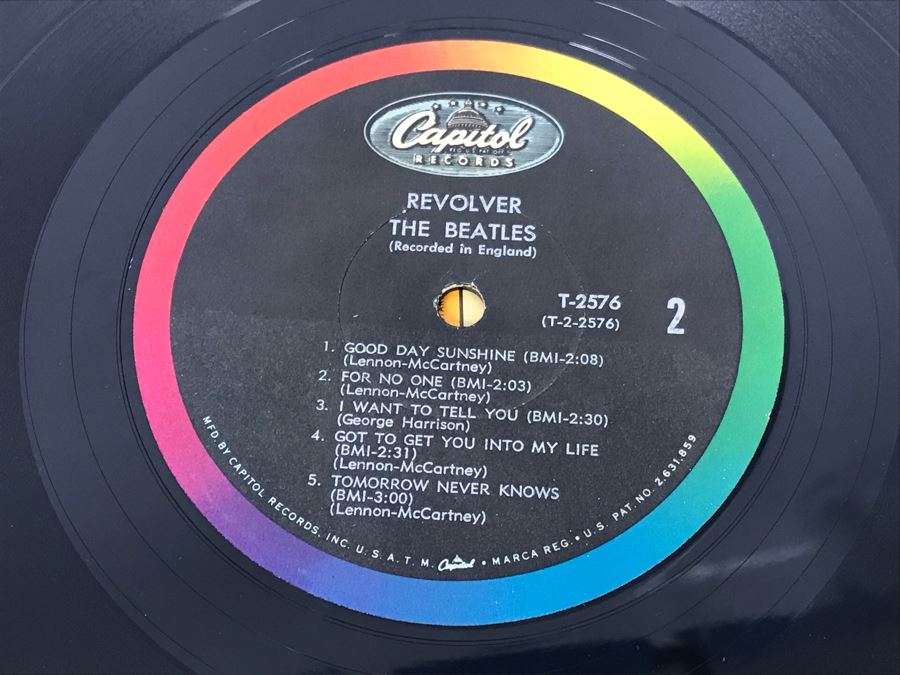 Capitol
REG. U.S. PAT. OFF.
RECORDS
REVOLVER
THE BEATLES
(Recorded in England)
T-2576
(T-2-2576)
2
1. GOOD DAY SUNSHINE (BMI-2:08)
(Lennon-McCartney)
2. FOR NO ONE (BMI-2:03)
(Lennon-McCartney)
3. I WANT TO TELL YOU (BMI-2:30)
(George Harrison)
4. GOT TO GET YOU INTO MY LIFE
(BMI-2:31)
(Lennon-McCartney)
5. TOMORROW NEVER KNOWS
(BMI-3:00)
(Lennon-McCartney)
MFD. BY CAPITOL RECORDS, INC. U. S. A. T. M. Capitol • MARCA REG. • U.S. PAT. NO. 2,631,859